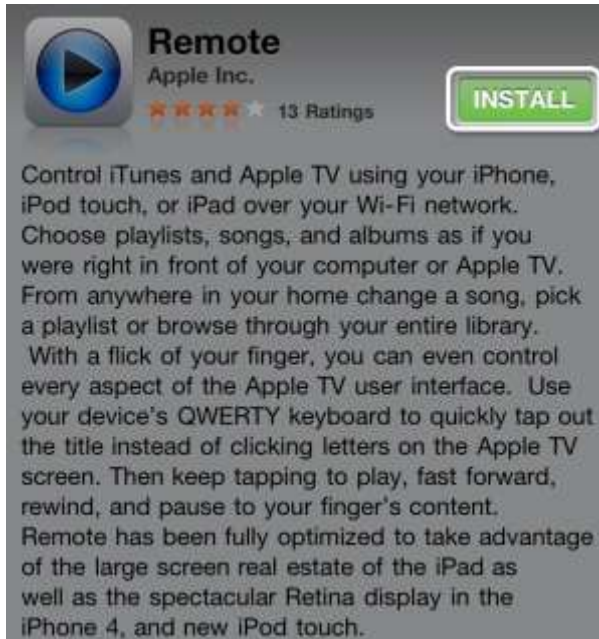 Remote
Apple Inc.
13 Ratings
INSTALL
Control iTunes and Apple TV using your iPhone,
iPod touch, or iPad over your Wi-Fi network.
Choose playlists, songs, and albums as if you
were right in front of your computer or Apple TV.
From anywhere in your home change a song, pick
a playlist or browse through your entire library.
With a flick of your finger, you can even control
every aspect of the Apple TV user interface.  Use
your device's QWERTY keyboard to quickly tap out
the title instead of clicking letters on the Apple TV
screen. Then keep tapping to play, fast forward,
rewind, and pause to your finger's content.
Remote has been fully optimized to take advantage
of the large screen real estate of the iPad as
well as the spectacular Retina display in the
iPhone 4, and new iPod touch.